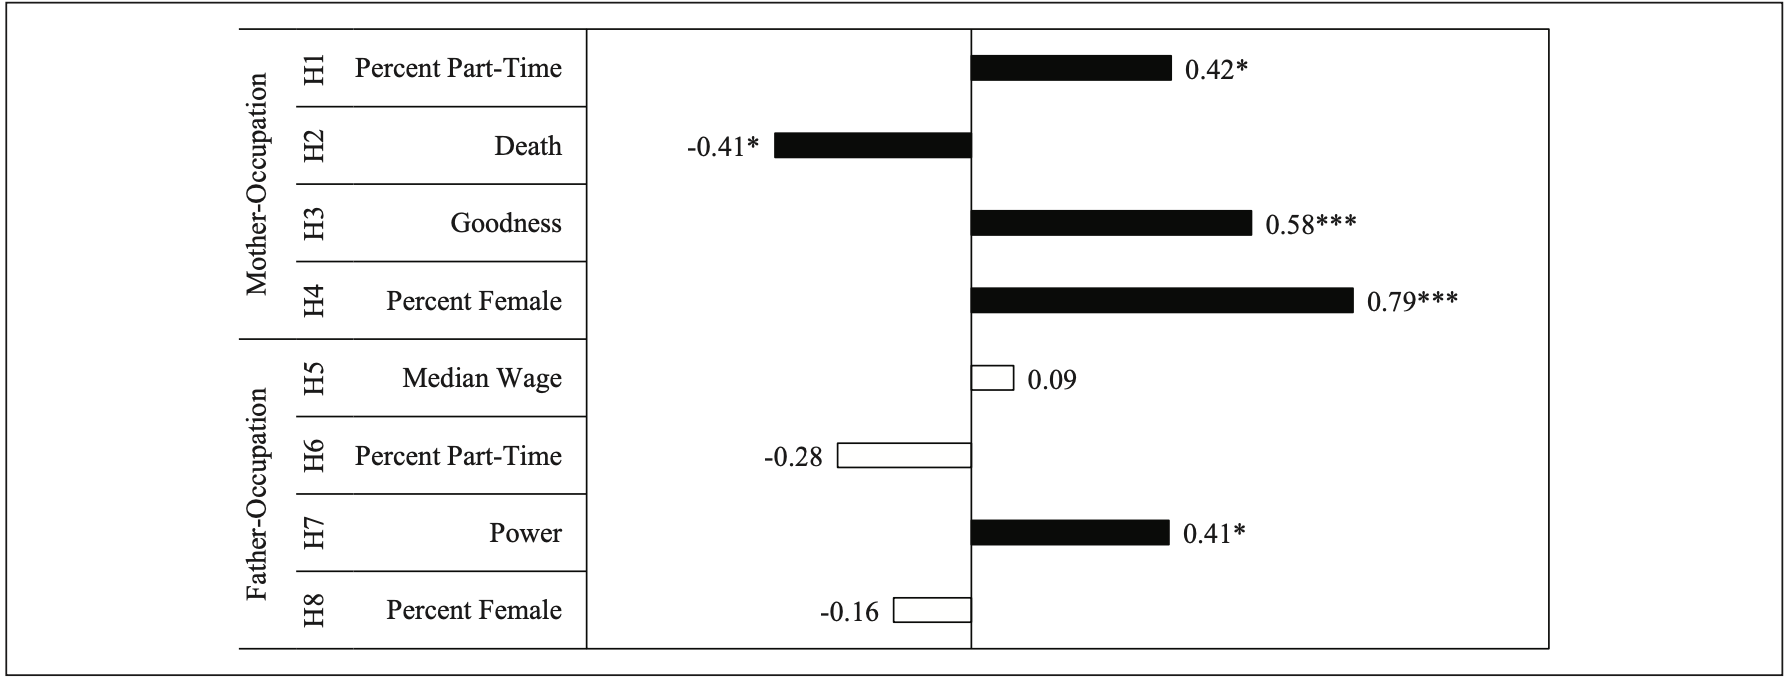 Mother-Occupation
H1 Percent Part-Time 0.42*
H2 Death -0.41*
H3 Goodness 0.58***
H4 Percent Female 0.79***
Father-Occupation
H5 Median Wage 0.09
H6 Percent Part-Time -0.28
H7 Power 0.41*
H8 Percent Female -0.16